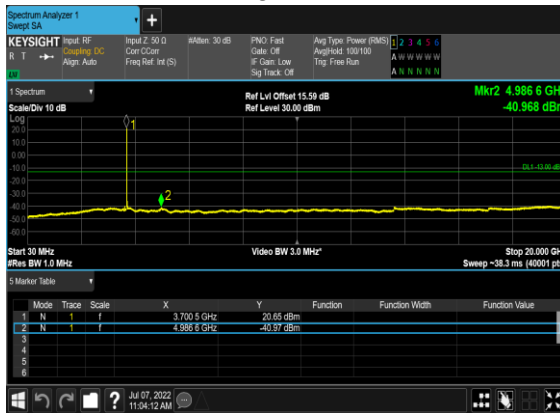 Spectrum Analyzer 1
Swept SA
+
KEYSIGHT Input: RF Input Z: 50 Ω #Atten: 30 dB PNO: Fast Avg Type: Power (RMS) 1 2 3 4 5 6
R T Coupling: DC Corr CCorr Gate: Off Avg|Hold: 100/100 A W W W W W
Align: Auto Freq Ref: Int (S) IF Gain: Low Trig: Free Run
Sig Track: Off A N N N N N
1 Spectrum Ref Lvl Offset 15.59 dB Mkr2 4.986 6 GH
Scale/Div 10 dB Ref Level 30.00 dBm -40.968 dB
Log
20.0 1
10.0
0.00
-10.0 DL1 -13.00 dB
-20.0
-30.0 2
-40.0
-50.0
-60.0
Start 30 MHz Video BW 3.0 MHz* Stop 20.000 GH
#Res BW 1.0 MHz Sweep ~38.3 ms (40001 pt
5 Marker Table
Mode Trace Scale X Y Function Function Width Function Value
1 N 1 f 3.700 5 GHz 20.65 dBm
2 N 1 f 4.986 6 GHz -40.97 dBm
3
4
5
6
? Jul 07, 2022
11:04:12 AM